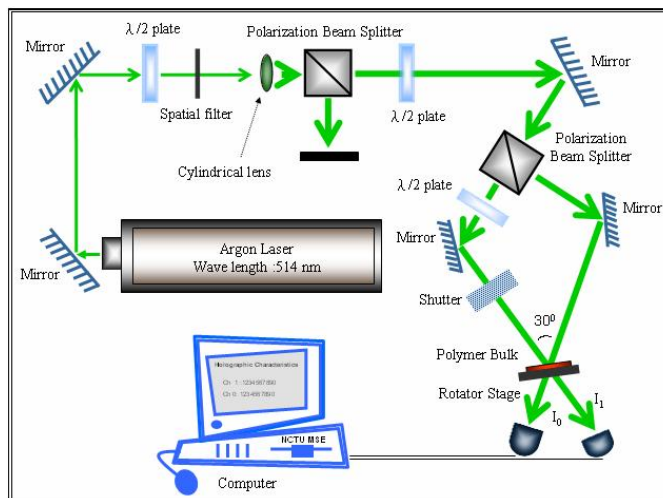 λ/2 plate
Polarization Beam Splitter
Mirror
Mirror
Spatial filter
λ/2 plate
Cylindrical lens
Polarization
Beam Splitter
λ/2 plate
Mirror
Mirror
Argon Laser
Wave length :514 nm
Mirror
Shutter
30⁰
Polymer Bulk
Rotator Stage
I₀
I₁
Holographic Characteristics
NCTU MSE
Computer